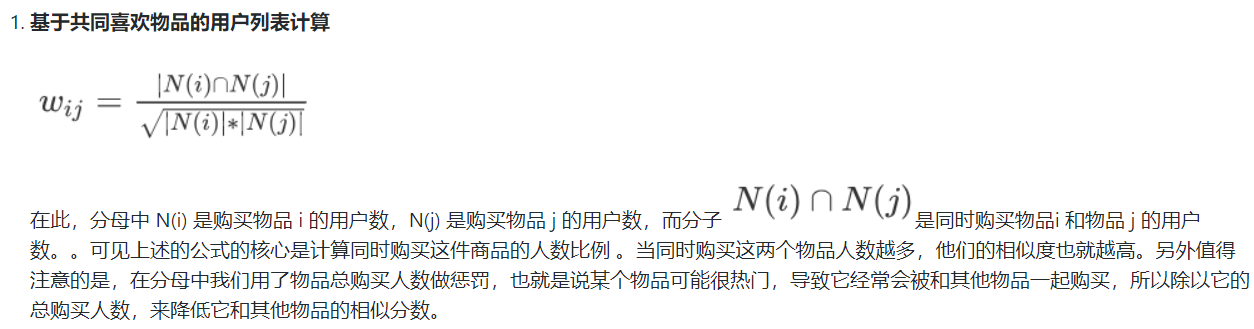 1. 基于共同喜欢物品的用户列表计算
w_{ij} = \frac{|N(i)∩N(j)|}{\sqrt{|N(i)|*|N(j)|}}
在此，分母中 N(i) 是购买物品 i 的用户数，N(j) 是购买物品 j 的用户数，而分子 N(i) ∩ N(j)是同时购买物品i 和物品 j 的用户
数。。可见上述的公式的核心是计算同时购买这件商品的人数比例 。当同时购买这两个物品人数越多，他们的相似度也就越高。另外值得
注意的是，在分母中我们用了物品总购买人数做惩罚，也就是说某个物品可能很热门，导致它经常会被和其他物品一起购买，所以除以它的
总购买人数，来降低它和其他物品的相似分数。